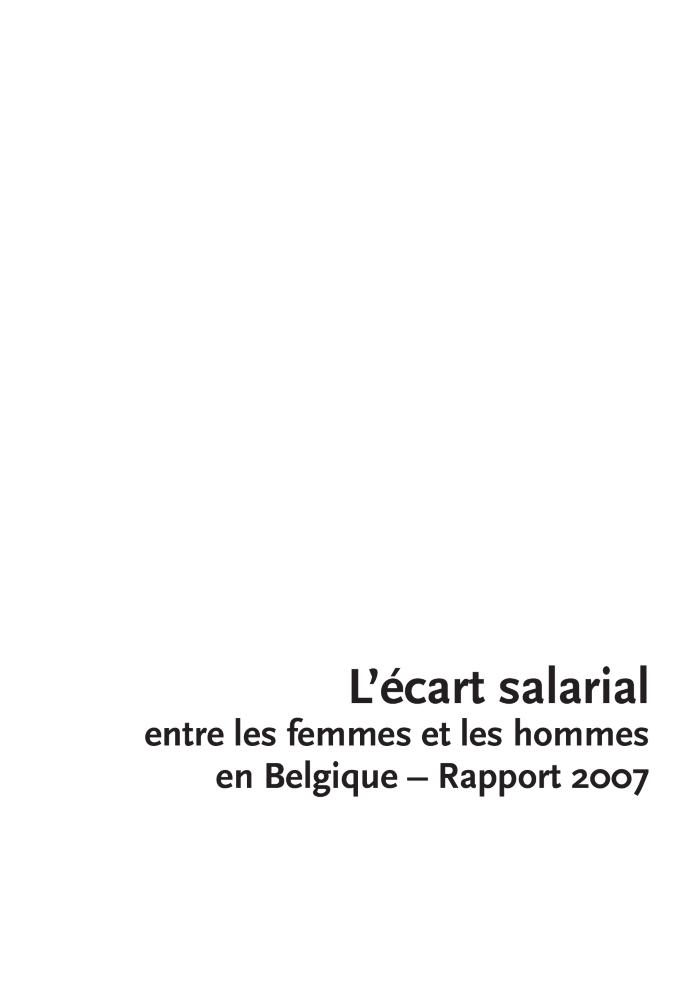 L’écart salarial
entre les femmes et les hommes
en Belgique – Rapport 2007